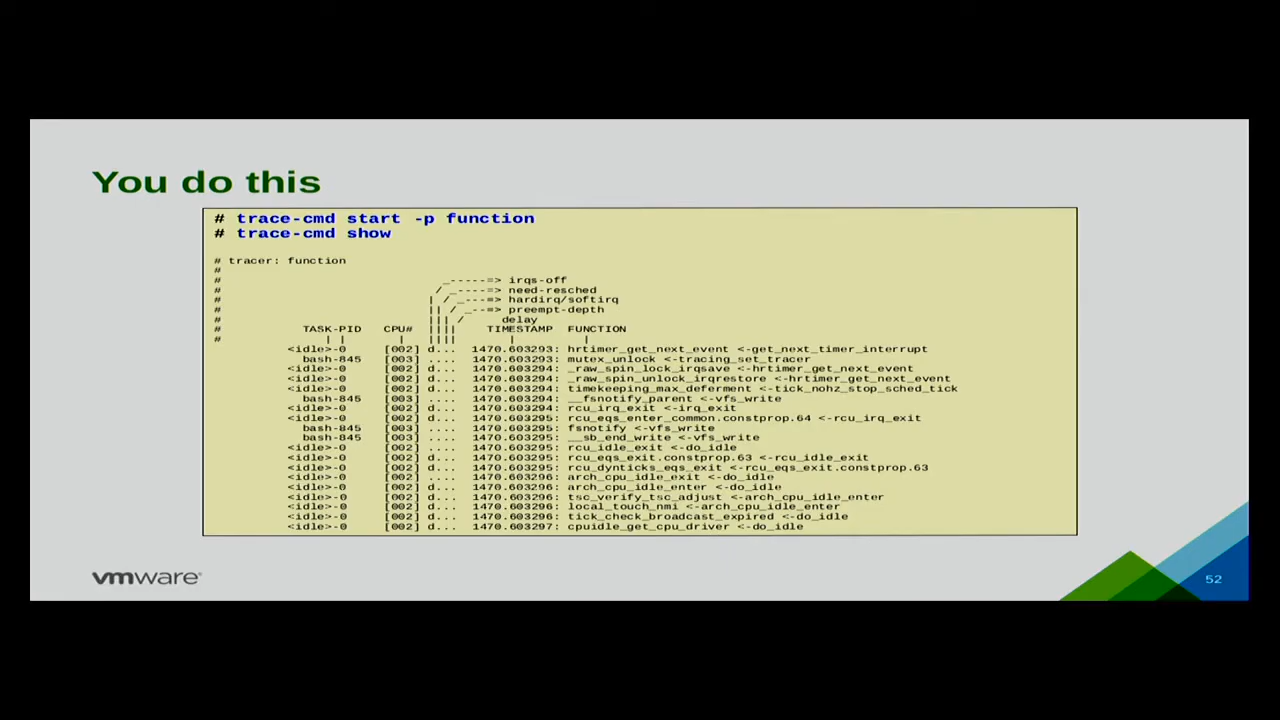 You do this
# trace-cmd start -p function
# trace-cmd show
# tracer: function
#
#                              _-----=> irqs-off
#                             / _----=> need-resched
#                            | / _---=> hardirq/softirq
#                            || / _--=> preempt-depth
#                            ||| /     delay
#           TASK-PID   CPU#  ||||    TIMESTAMP  FUNCTION
#              | |       |   ||||       |         |
          <idle>-0     [002] d...  1470.603293: hrtimer_get_next_event <-get_next_timer_interrupt
            bash-845   [003] ....  1470.603293: mutex_unlock <-tracing_set_tracer
          <idle>-0     [002] d...  1470.603294: _raw_spin_lock_irqsave <-hrtimer_get_next_event
          <idle>-0     [002] d...  1470.603294: _raw_spin_unlock_irqrestore <-hrtimer_get_next_event
          <idle>-0     [002] d...  1470.603294: timekeeping_max_deferment <-tick_nohz_stop_sched_tick
            bash-845   [003] ....  1470.603294: __fsnotify_parent <-vfs_write
          <idle>-0     [002] d...  1470.603294: rcu_irq_exit <-irq_exit
          <idle>-0     [002] d...  1470.603295: rcu_eqs_enter_common.constprop.64 <-rcu_irq_exit
            bash-845   [003] ....  1470.603295: fsnotify <-vfs_write
            bash-845   [003] ....  1470.603295: __sb_end_write <-vfs_write
          <idle>-0     [002] ....  1470.603295: rcu_idle_exit <-do_idle
          <idle>-0     [002] d...  1470.603295: rcu_eqs_exit.constprop.63 <-rcu_idle_exit
          <idle>-0     [002] d...  1470.603295: rcu_dynticks_eqs_exit <-rcu_eqs_exit.constprop.63
          <idle>-0     [002] ....  1470.603296: arch_cpu_idle_exit <-do_idle
          <idle>-0     [002] d...  1470.603296: arch_cpu_idle_enter <-do_idle
          <idle>-0     [002] d...  1470.603296: tsc_verify_tsc_adjust <-arch_cpu_idle_enter
          <idle>-0     [002] d...  1470.603296: local_touch_nmi <-arch_cpu_idle_enter
          <idle>-0     [002] d...  1470.603296: tick_check_broadcast_expired <-do_idle
          <idle>-0     [002] d...  1470.603297: cpuidle_get_cpu_driver <-do_idle
vmware®
52